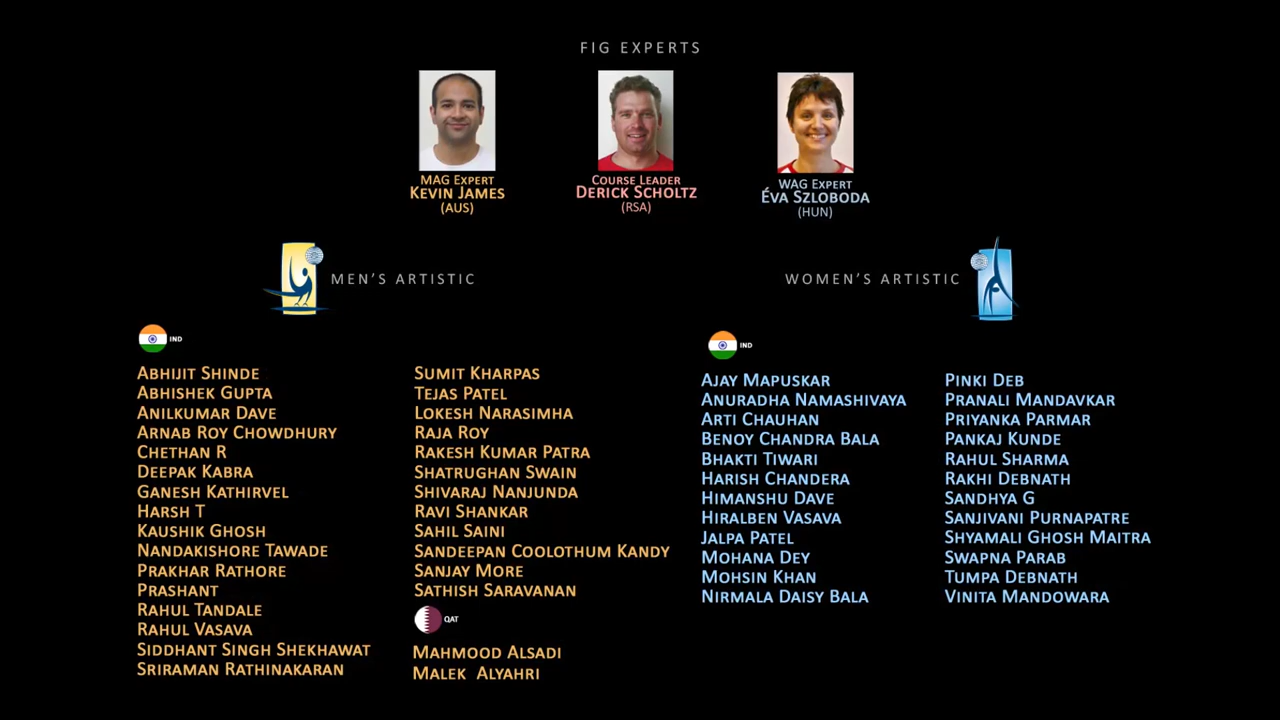 FIG EXPERTS
MAG EXPERT
KEVIN JAMES
(AUS)
COURSE LEADER
DERICK SCHOLTZ
(RSA)
WAG EXPERT
ÉVA SZLOBODA
(HUN)
MEN'S ARTISTIC
IND
ABHIJIT SHINDE
ABHISHEK GUPTA
ANILKUMAR DAVE
ARNAB ROY CHOWDHURY
CHETHAN R
DEEPAK KABRA
GANESH KATHIRVEL
HARSH T
KAUSHIK GHOSH
NANDAKISHORE TAWADE
PRAKHAR RATHORE
PRASHANT
RAHUL TANDALE
RAHUL VASAVA
SIDDHANT SINGH SHEKHAWAT
SRIRAMAN RATHINAKARAN
SUMIT KHARPAS
TEJAS PATEL
LOKESH NARASIMHA
RAJA ROY
RAKESH KUMAR PATRA
SHATRUGHAN SWAIN
SHIVARAJ NANJUNDA
RAVI SHANKAR
SAHIL SAINI
SANDEEPAN COOLOTHUM KANDY
SANJAY MORE
SATHISH SARAVANAN
QAT
MAHMOOD ALSADI
MALEK ALYAHRI
WOMEN'S ARTISTIC
IND
AJAY MAPUSKAR
ANURADHA NAMASHIVAYA
ARTI CHAUHAN
BENOY CHANDRA BALA
BHAKTI TIWARI
HARISH CHANDERA
HIMANSHU DAVE
HIRALBEN VASAVA
JALPA PATEL
MOHANA DEY
MOHSIN KHAN
NIRMALA DAISY BALA
PINKI DEB
PRANALI MANDAVKAR
PRIYANKA PARMAR
PANKAJ KUNDE
RAHUL SHARMA
RAKHI DEBNATH
SANDHYA G
SANJIVANI PURNAPATRE
SHYAMALI GHOSH MAITRA
SWAPNA PARAB
TUMPA DEBNATH
VINITA MANDOWARA